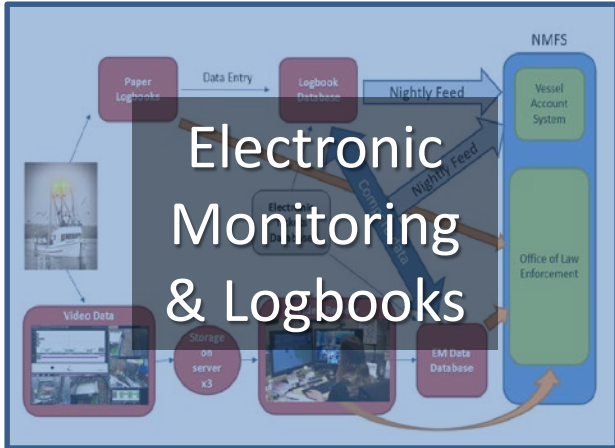 NMFS
Paper
Logbooks
Data Entry
Logbook
Database
Nightly Feed
Vessel
Account
System
Nightly Feed
Electronic
Monitoring
& Logbooks
Office of Law
Enforcement
Video Data
Storage
on
server
x3
EM Data
Database